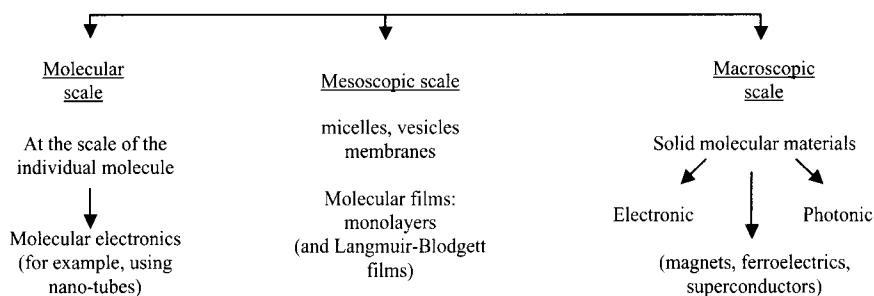 Molecular
scale
At the scale of the
individual molecule
Molecular electronics
(for example, using
nano-tubes)
Mesoscopic scale
micelles, vesicles
membranes
Molecular films:
monolayers
(and Langmuir-Blodgett
films)
Macroscopic
scale
Solid molecular materials
Electronic
Photonic
(magnets, ferroelectrics,
superconductors)